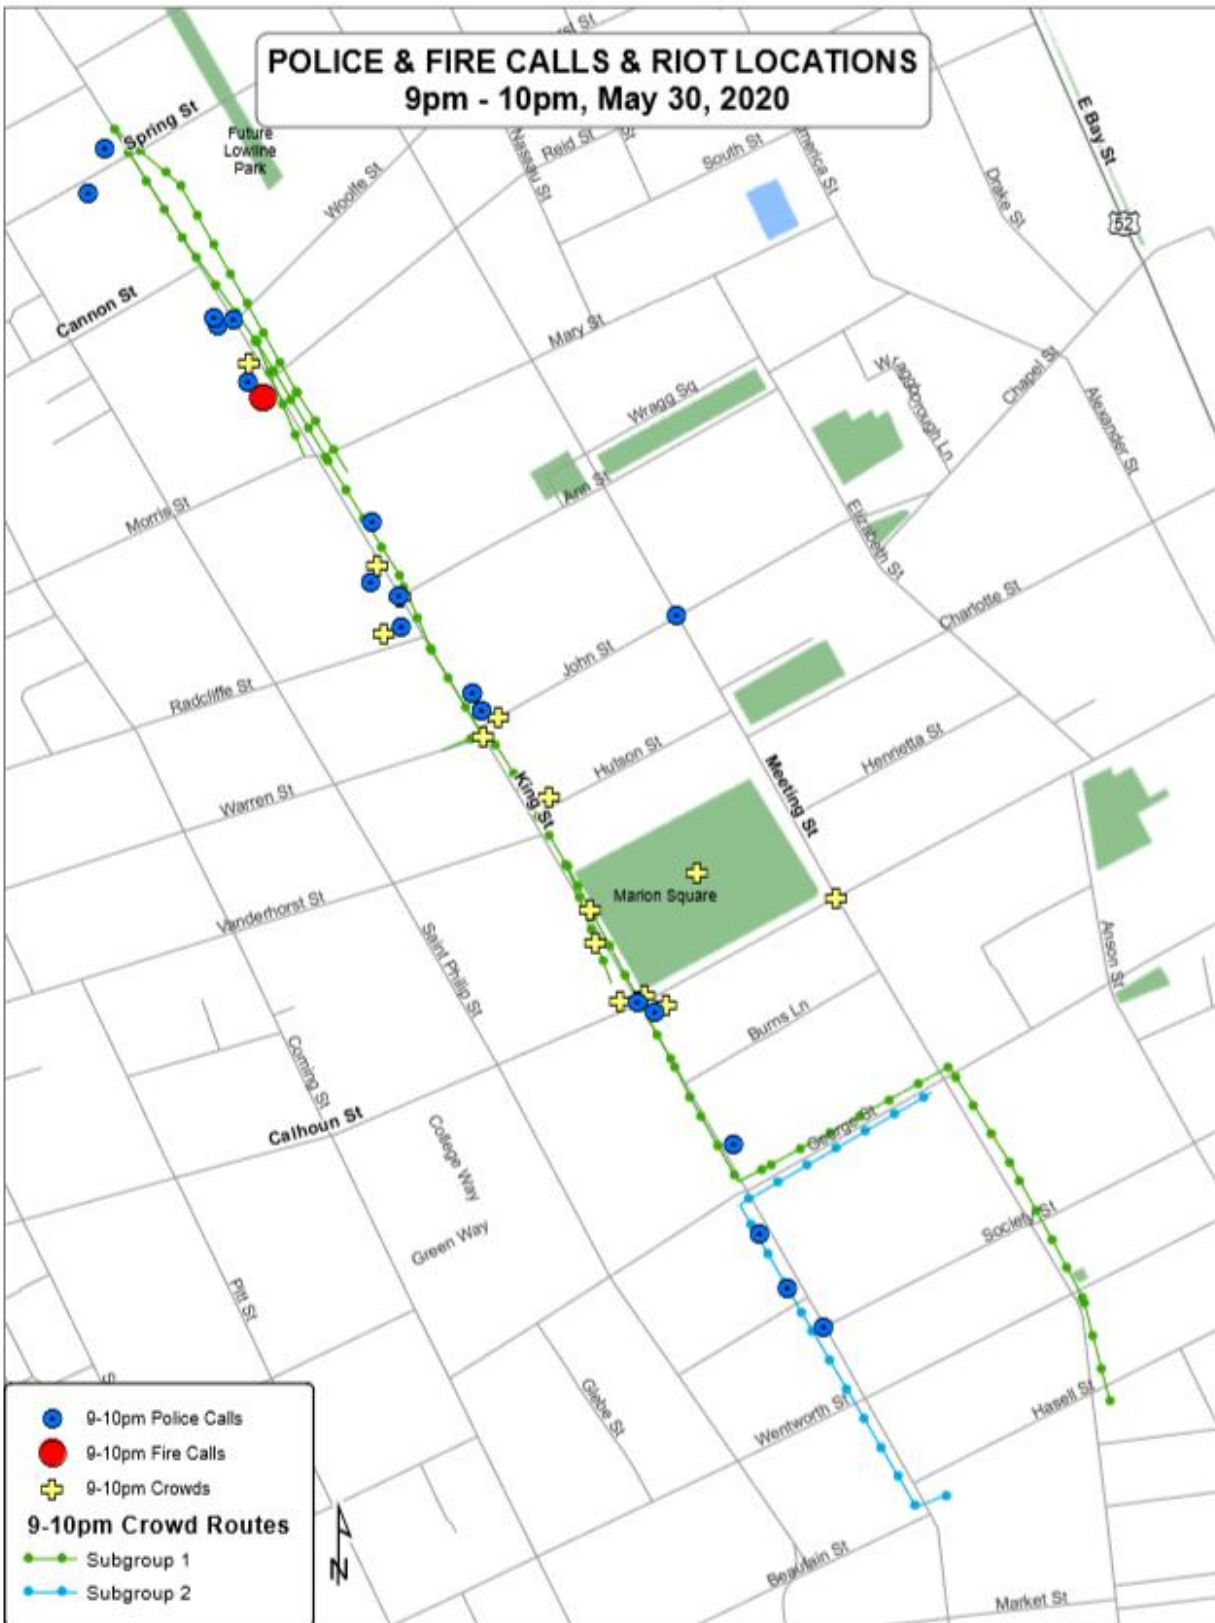 POLICE & FIRE CALLS & RIOT LOCATIONS
9pm - 10pm, May 30, 2020
Spring St
Future
Lowline
Park
Woolfe St
Nassau St
Reid St
St
South St
E Bay St
52
Drake St
Cannon St
Mary St
Wragg Sq
Wraggborough Ln
Chapel St
Alexander St
Ann St
Morris St
Elizabeth St
Charlotte St
John St
Radcliffe St
Hutson St
Henrietta St
Warren St
King St
Meeting St
Marion Square
Vanderhorst St
Saint Philip St
Anson St
Burns Ln
Coming St
Calhoun St
College Way
George St
Green Way
Society St
Pitt St
Glebe St
Wentworth St
Hasell St
Beaufain St
Market St
N
9-10pm Police Calls
9-10pm Fire Calls
9-10pm Crowds
9-10pm Crowd Routes
Subgroup 1
Subgroup 2